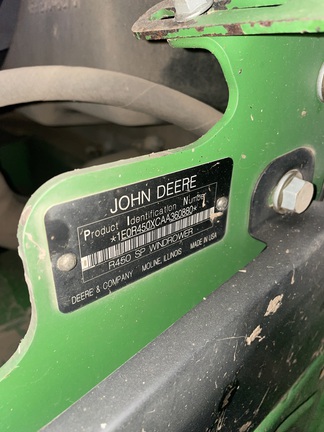 JOHN DEERE
Product Identification Number
*1E0R450XCAA360880*
R450 SP WINDROWER
DEERE & COMPANY MOLINE, ILLINOIS MADE IN USA